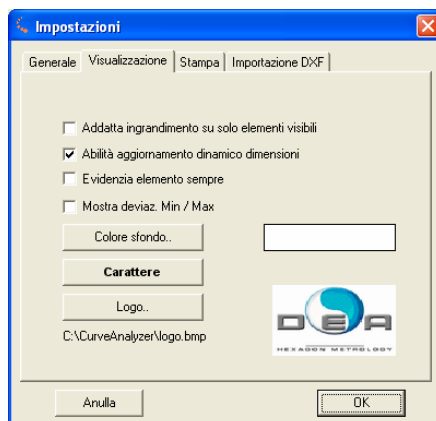 Impostazioni
Generale Visualizzazione Stampa Importazione DXF
Addatta ingrandimento su solo elementi visibili
Abilità aggiornamento dinamico dimensioni
Evidenzia elemento sempre
Mostra deviaz. Min / Max
Colore sfondo..
Carattere
Logo..
C:\CurveAnalyzer\logo.bmp
DEA
HEXAGON METROLOGY
Anulla OK